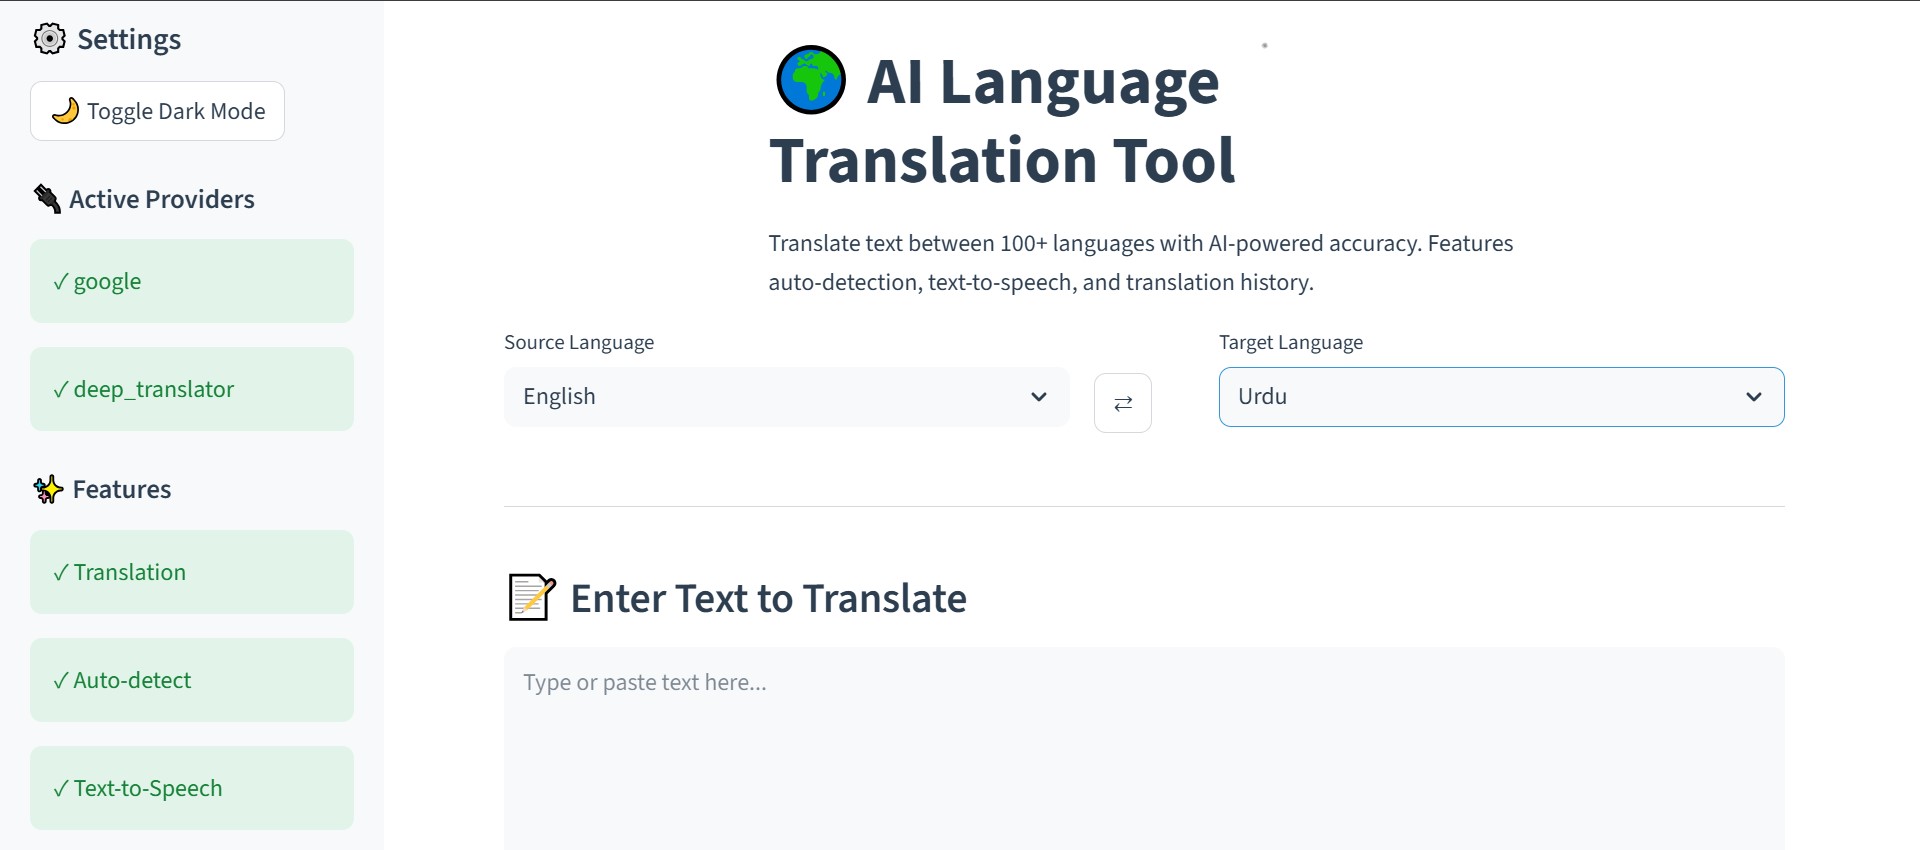 Settings
Toggle Dark Mode
Active Providers
✓ google
✓ deep_translator
Features
✓ Translation
✓ Auto-detect
✓ Text-to-Speech
AI Language
Translation Tool
Translate text between 100+ languages with AI-powered accuracy. Features
auto-detection, text-to-speech, and translation history.
Source Language
English
⇄
Target Language
Urdu
Enter Text to Translate
Type or paste text here...